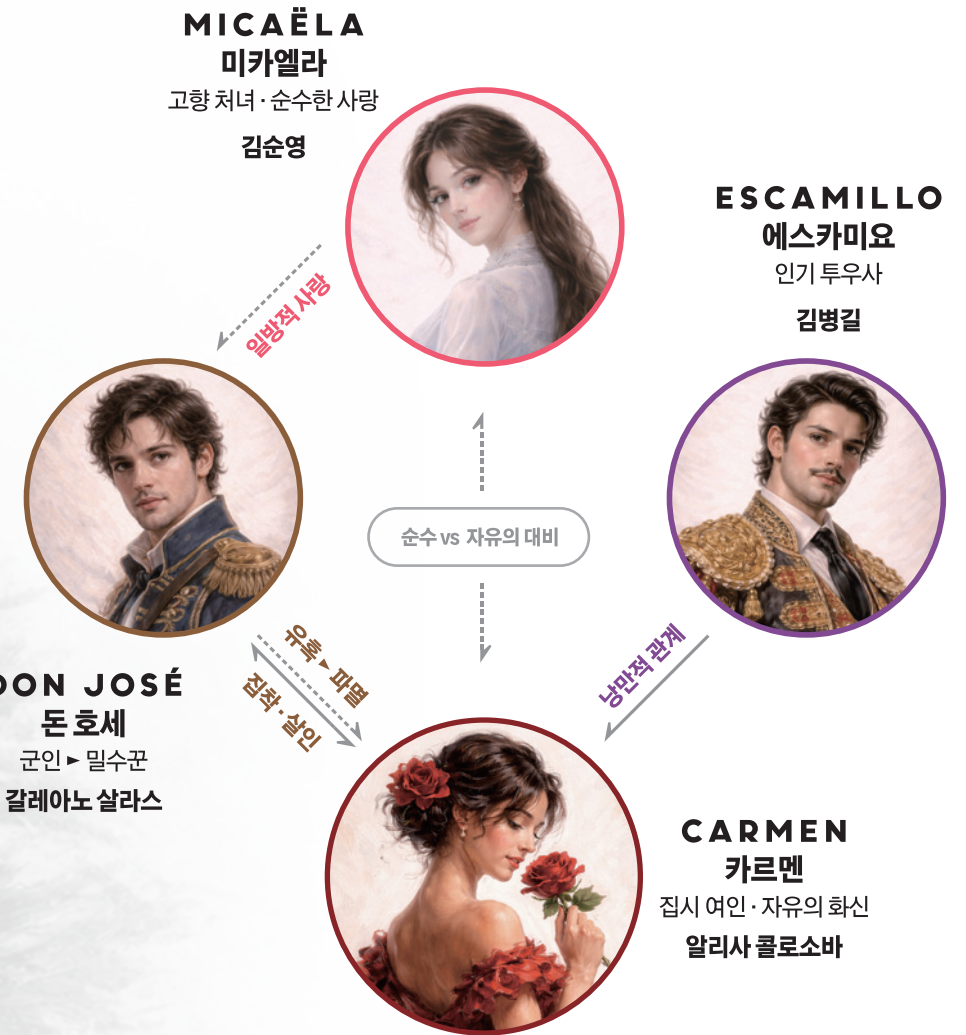 MICAËLA
미카엘라
고향 처녀 · 순수한 사랑
김순영
ESCAMILLO
에스카미요
인기 투우사
김병길
일방적 사랑
순수 vs 자유의 대비
유혹 ► 파멸
집착 · 살인
낭만적 관계
DON JOSÉ
돈 호세
군인 ► 밀수꾼
갈레아노 살라스
CARMEN
카르멘
집시 여인 · 자유의 화신
알리사 콜로소바